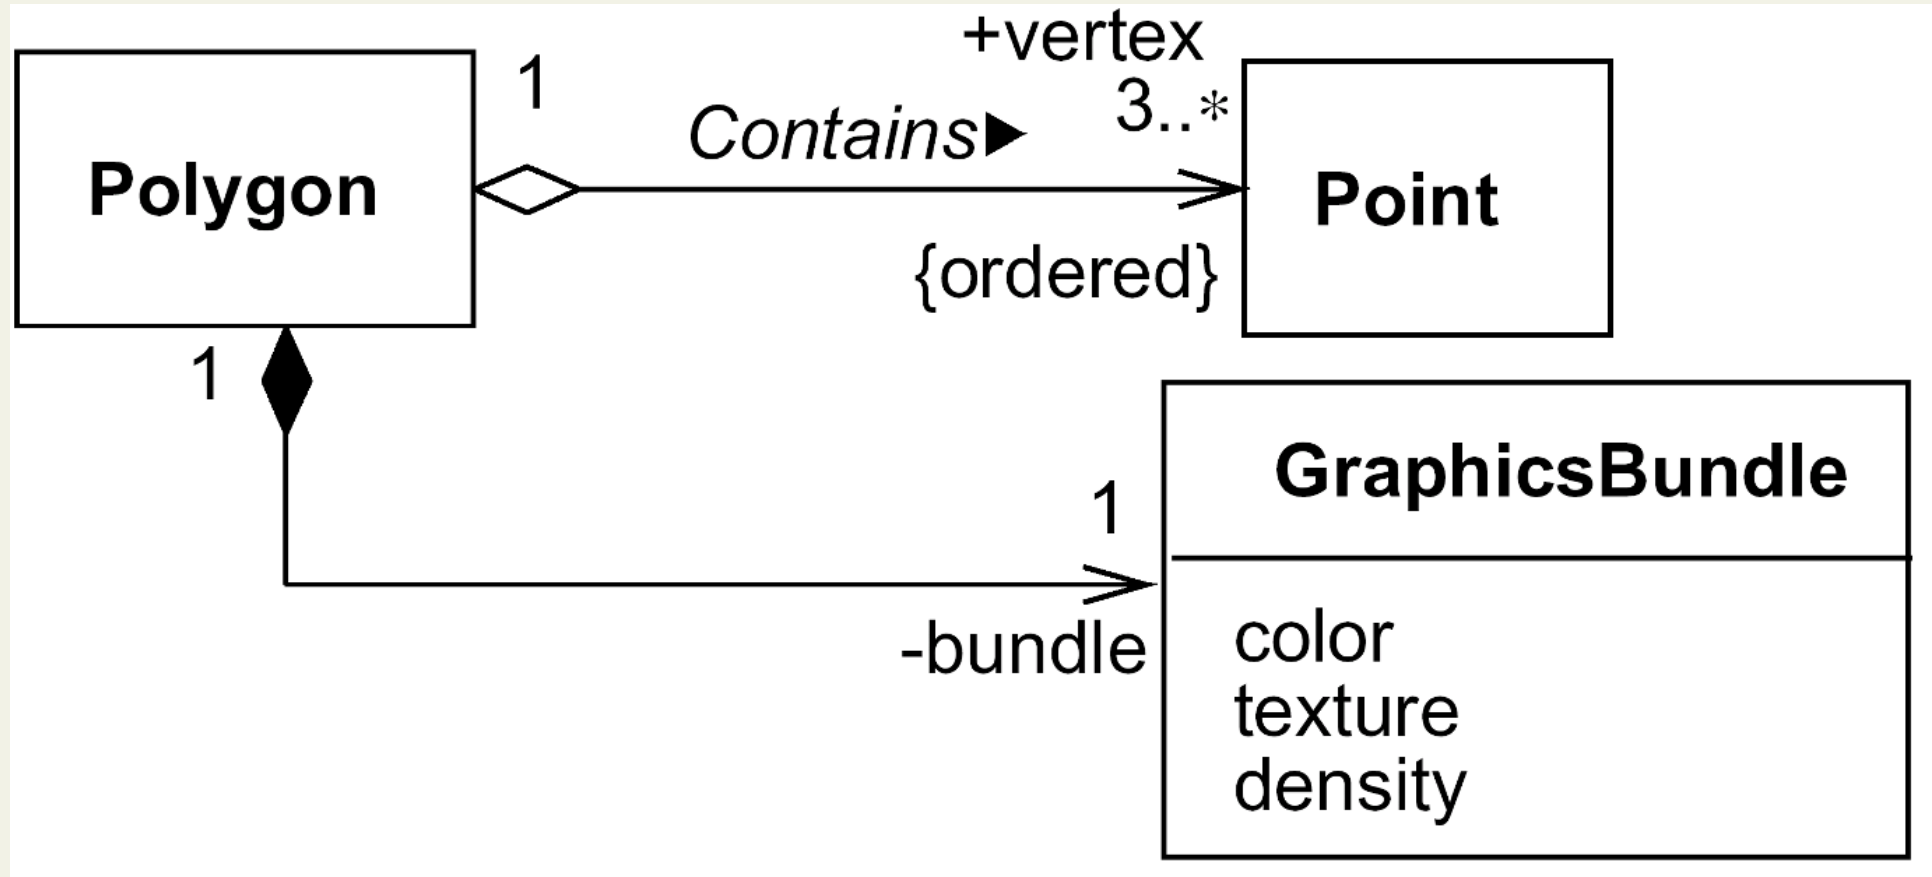 +vertex
1
3..*
Contains▶
Polygon
Point
{ordered}
1
GraphicsBundle
1
-bundle
color
texture
density